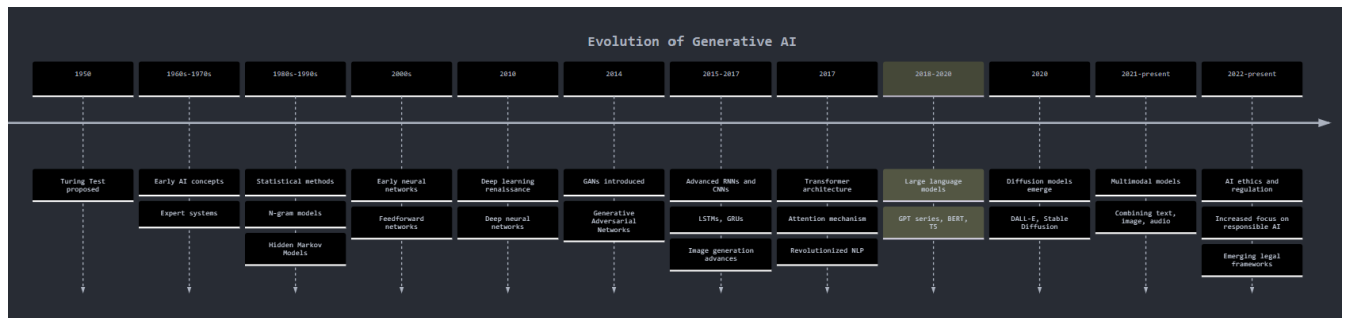 Evolution of Generative AI
1950
1960s-1970s
1980s-1990s
2000s
2010
2014
2015-2017
2017
2018-2020
2020
2021-present
2022-present
Turing Test
proposed
Early AI concepts
Expert systems
Statistical methods
N-gram models
Hidden Markov
Models
Early neural
networks
Feedforward
networks
Deep learning
renaissance
Deep neural
networks
GANs introduced
Generative
Adversarial
Networks
Advanced RNNs and
CNNs
LSTMs, GRUs
Image generation
advances
Transformer
architecture
Attention mechanism
Revolutionized NLP
Large language
models
GPT series, BERT,
T5
Diffusion models
emerge
DALL-E, Stable
Diffusion
Multimodal models
Combining text,
image, audio
AI ethics and
regulation
Increased focus on
responsible AI
Emerging legal
frameworks